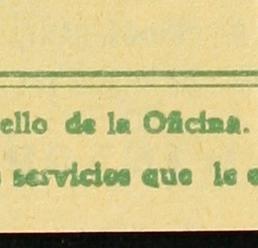 ello de la Oficina.
servicios que le